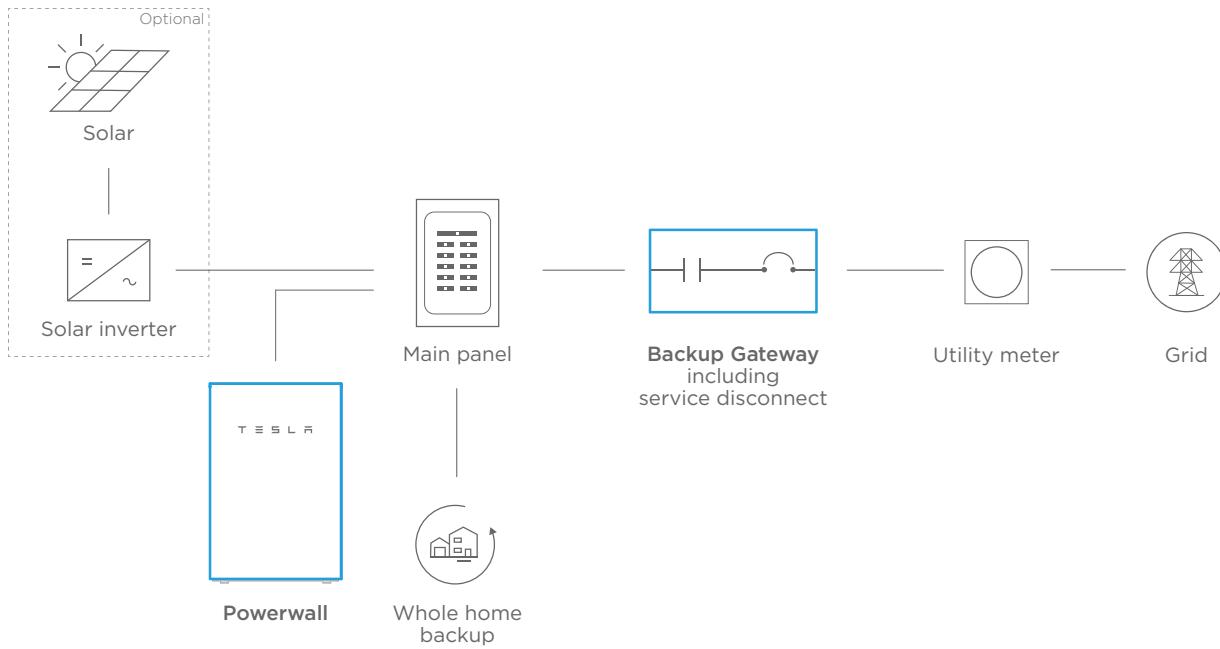 Optional
Solar
Solar inverter
Main panel
Backup Gateway
including
service disconnect
Utility meter
Grid
TESLA
Powerwall
Whole home
backup